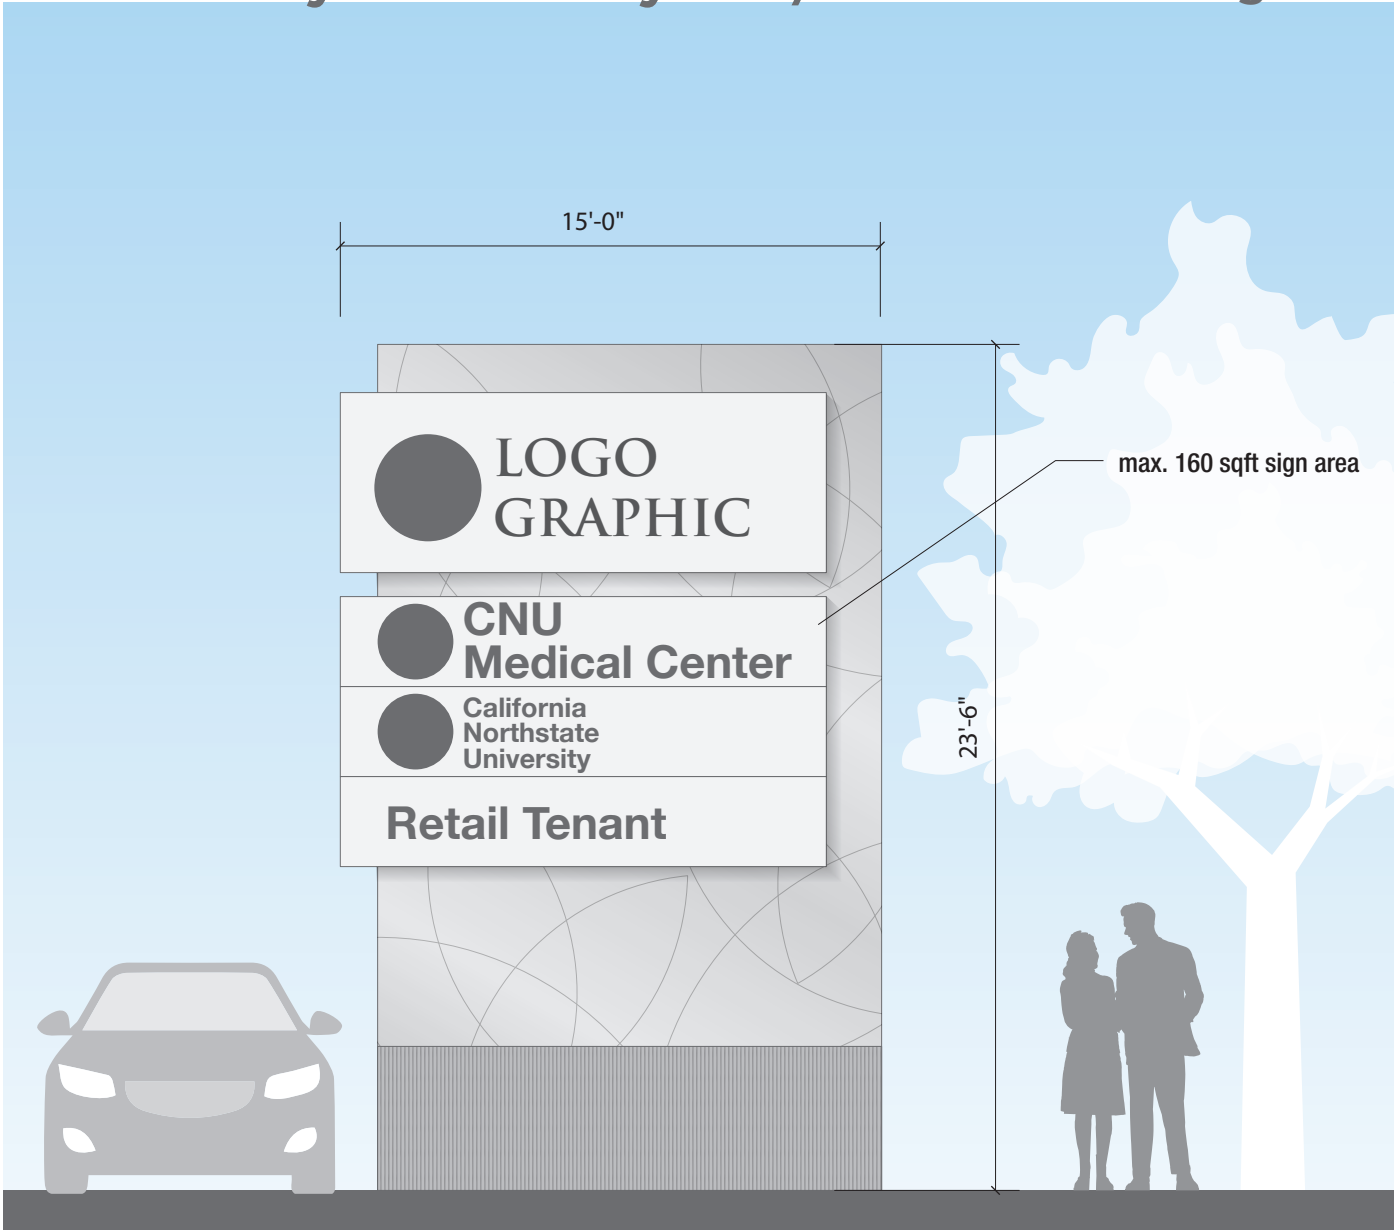 15'-0"
LOGO
GRAPHIC
max. 160 sqft sign area
CNU
Medical Center
California
Northstate
University
23'-6"
Retail Tenant